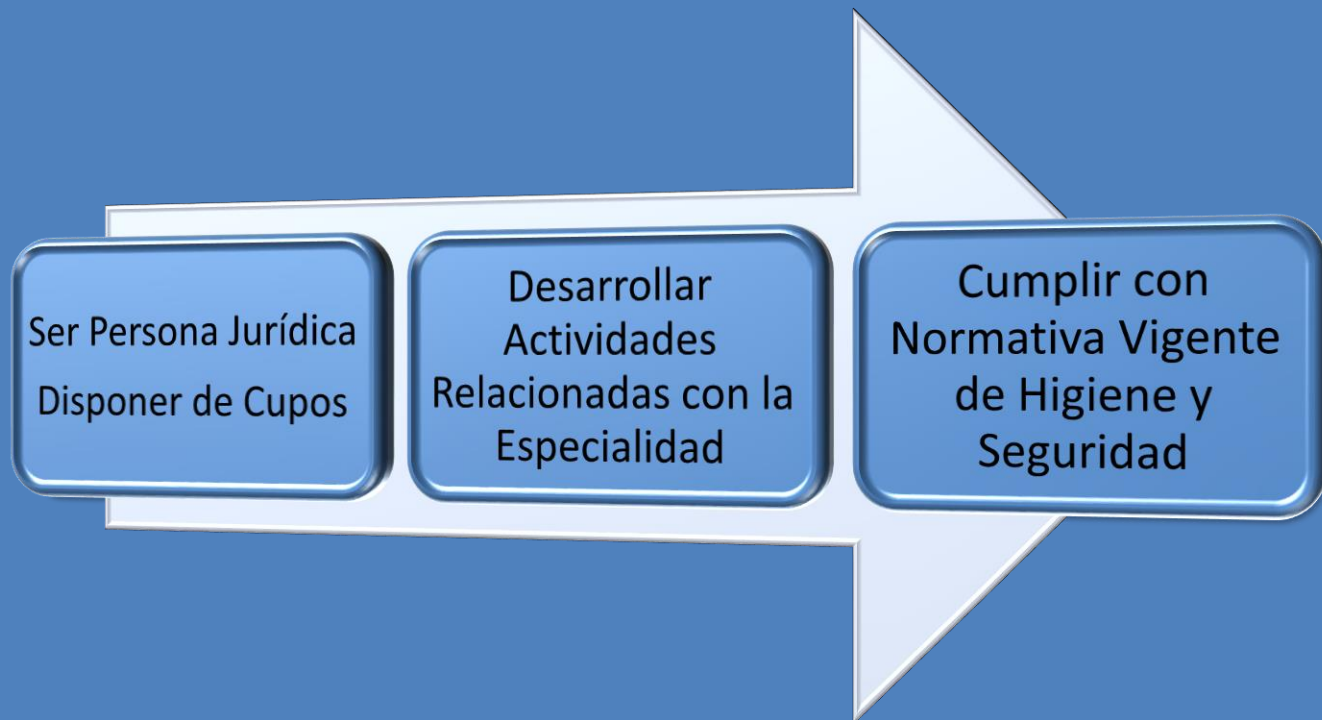 Ser Persona Jurídica
Disponer de Cupos
Desarrollar
Actividades
Relacionadas con la
Especialidad
Cumplir con
Normativa Vigente
de Higiene y
Seguridad